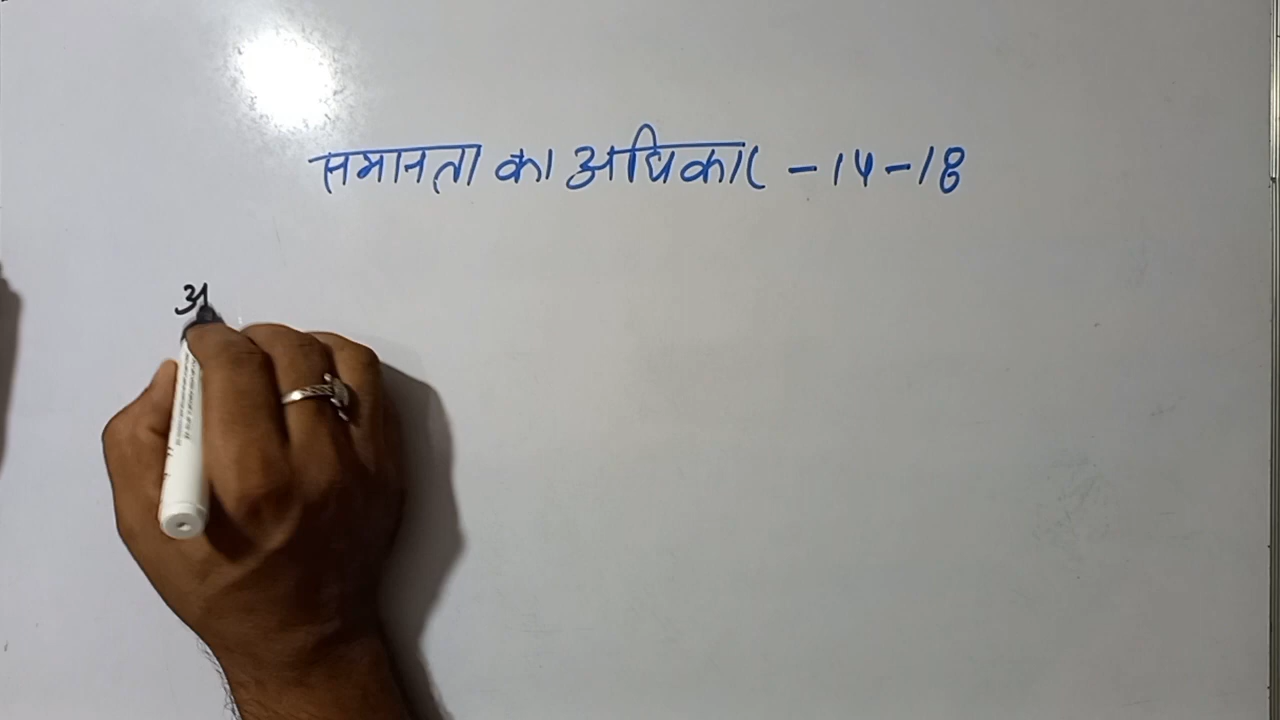 समानता का अधिकार - 14 - 18
अ